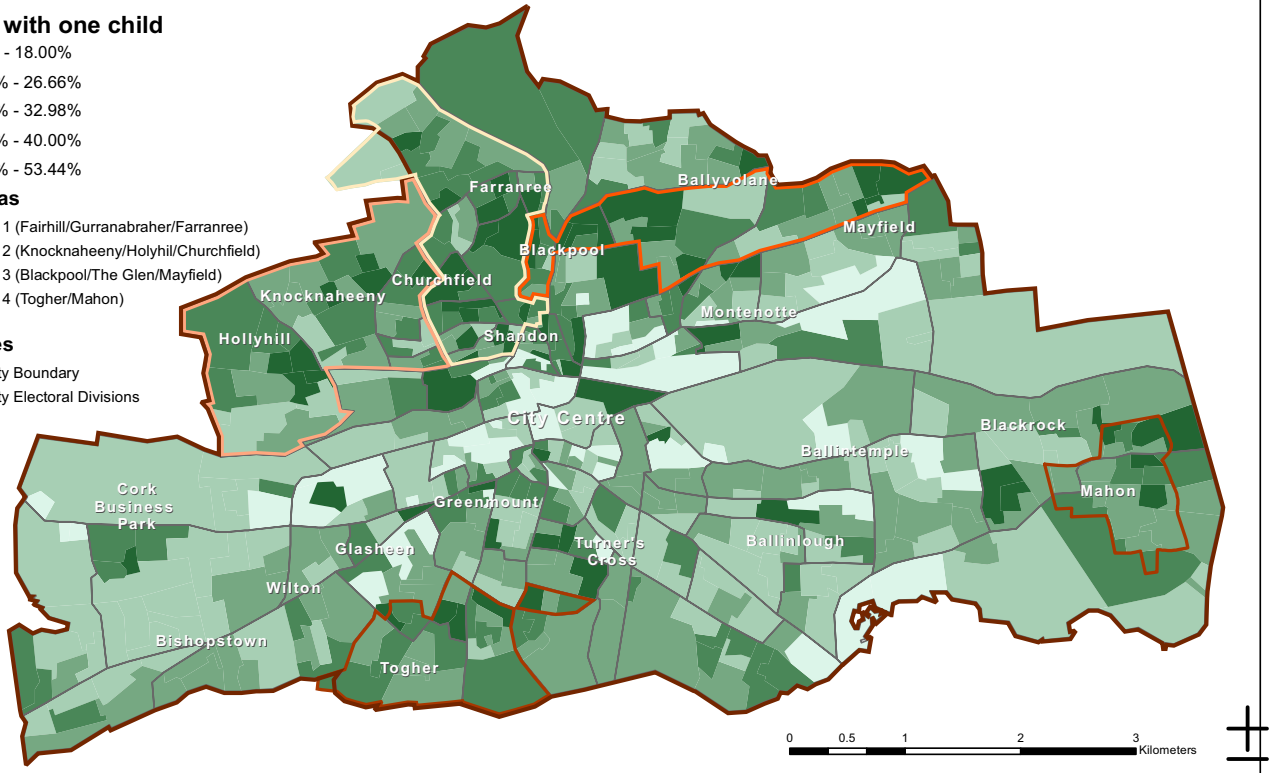 with one child
- 18.00%
% - 26.66%
% - 32.98%
% - 40.00%
% - 53.44%
as
1 (Fairhill/Gurranabraher/Farranree)
2 (Knocknaheeny/Holyhil/Churchfield)
3 (Blackpool/The Glen/Mayfield)
4 (Togher/Mahon)
es
ty Boundary
ty Electoral Divisions
Farranree
Ballyvolane
Mayfield
Blackpool
Churchfield
Knocknaheeny
Montenotte
Hollyhill
Shandon
City Centre
Blackrock
Ballintemple
Mahon
Cork
Business
Park
Greenmount
Glasheen
Turner's
Cross
Ballinlough
Wilton
Bishopstown
Togher
0 0.5 1 2 3
Kilometers